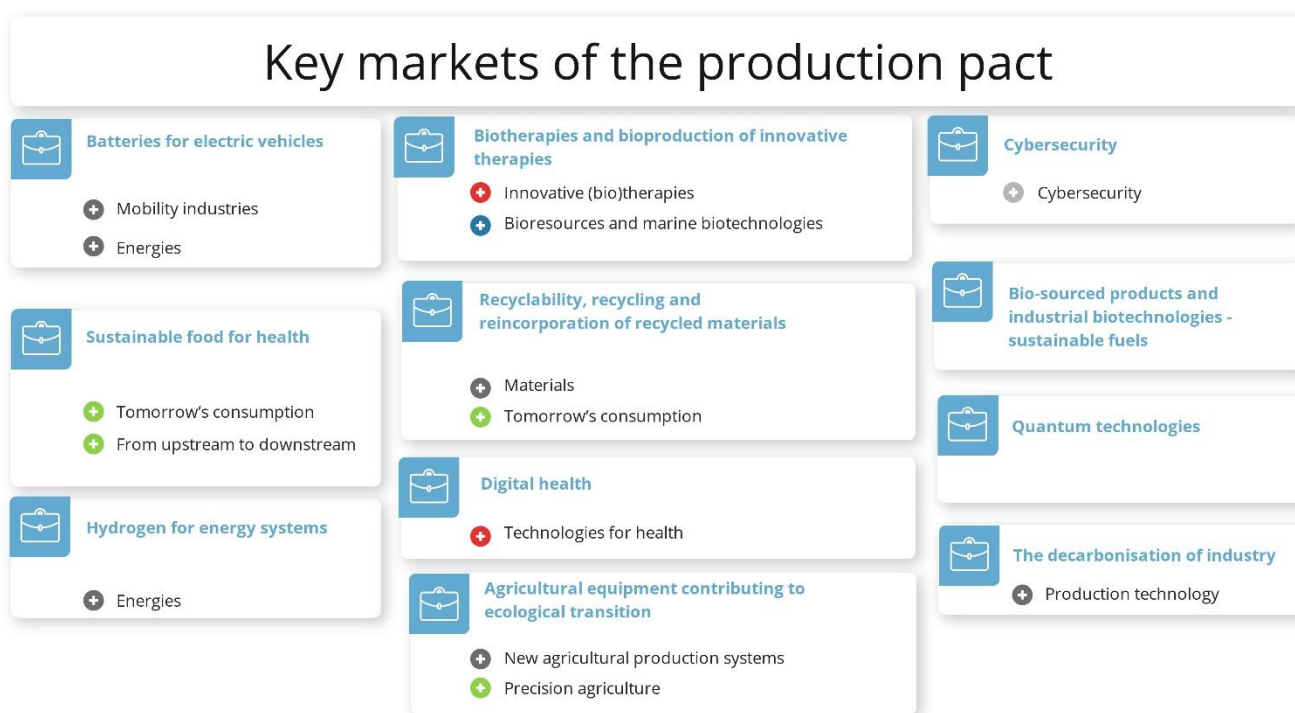 Key markets of the production pact
Batteries for electric vehicles
Mobility industries
Energies
Sustainable food for health
Tomorrow's consumption
From upstream to downstream
Hydrogen for energy systems
Energies
Biotherapies and bioproduction of innovative
therapies
Innovative (bio)therapies
Bioresources and marine biotechnologies
Recyclability, recycling and
reincorporation of recycled materials
Materials
Tomorrow's consumption
Digital health
Technologies for health
Agricultural equipment contributing to
ecological transition
New agricultural production systems
Precision agriculture
Cybersecurity
Cybersecurity
Bio-sourced products and
industrial biotechnologies -
sustainable fuels
Quantum technologies
The decarbonisation of industry
Production technology